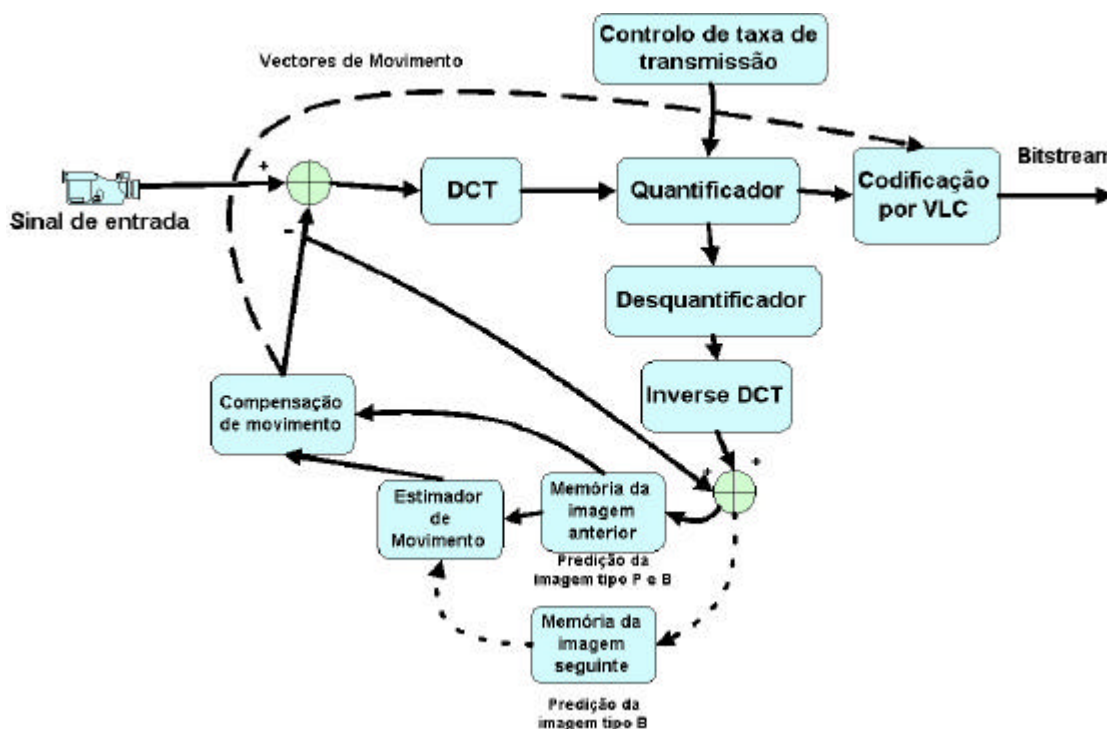 Controlo de taxa de
transmissão
Vectores de Movimento
+
Sinal de entrada
DCT
Quantificador
Codificação
por VLC
Bitstream
-
Desquantificador
Inverse DCT
Compensação
de movimento
+
+
Estimador
de
Movimento
Memória da
imagem
anterior
Predição da
imagem tipo P e B
Memória da
imagem
seguinte
Predição da
imagem tipo B